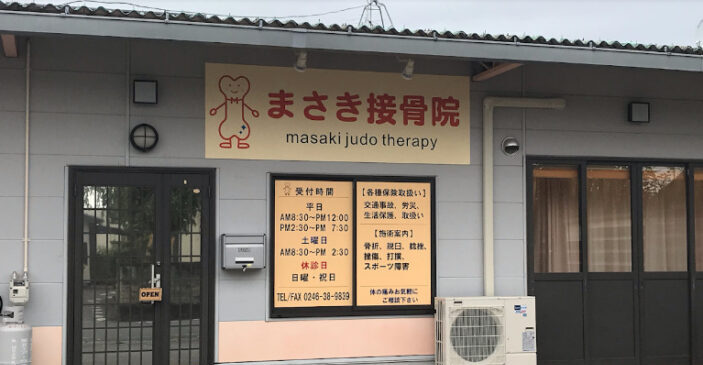 まさき接骨院
masaki judo therapy
受付時間
平日
AM8:30～PM12:00
PM2:30～PM 7:30
土曜日
AM8:30～PM 2:30
休診日
日曜・祝日
TEL/FAX 0246-38-9839
【各種保険取扱い】
交通事故、労災、
生活保護、取扱い
【施術案内】
骨折、脱臼、捻挫、
挫傷、打撲、
スポーツ障害
体の痛みお気軽に
ご相談下さい
OPEN